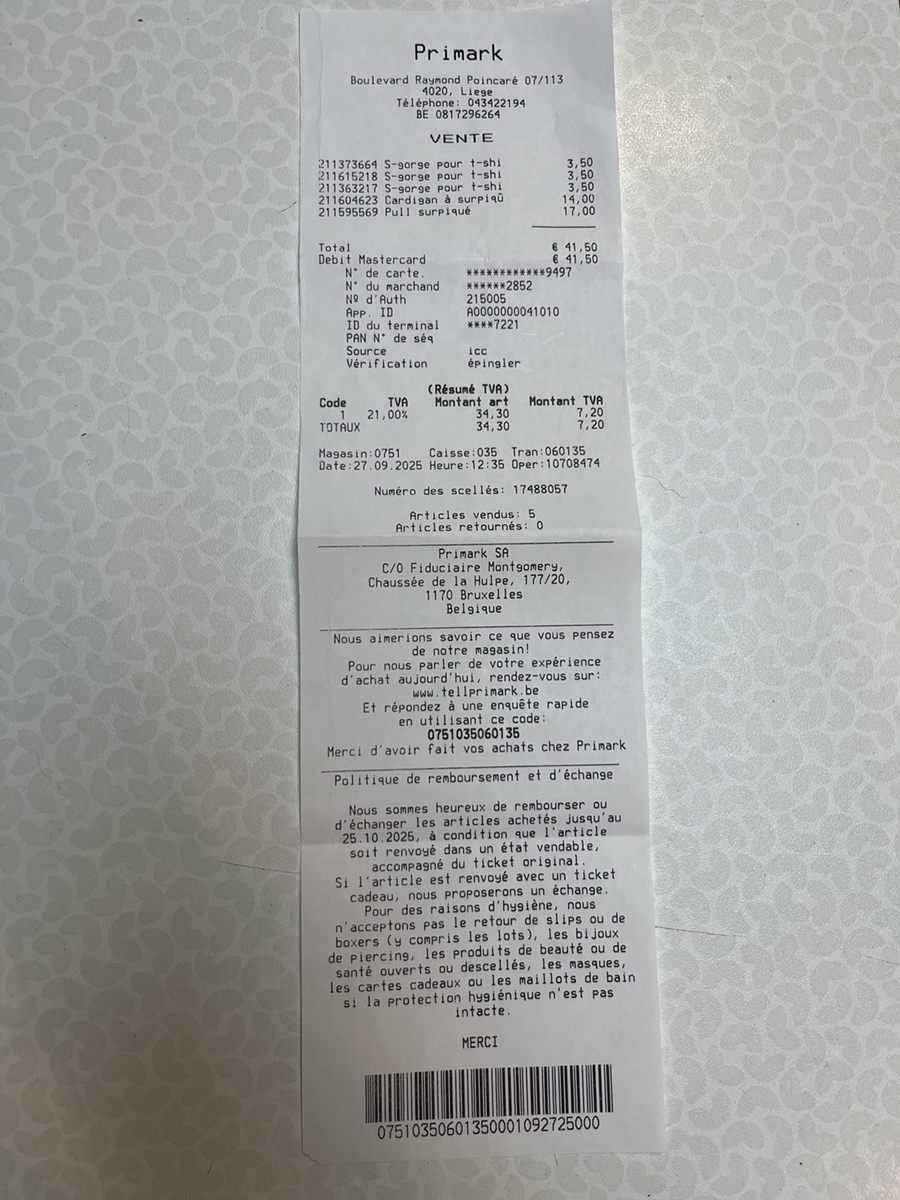 Primark
Boulevard Raymond Poincaré 07/113
4020, Liege
Téléphone: 043422194
BE 0817296264
VENTE
211373664 S-gorge pour t-shi 3,50
211615218 S-gorge pour t-shi 3,50
211363217 S-gorge pour t-shi 3,50
211604623 Cardigan à surpiqû 14,00
211595569 Pull surpiqué 17,00
Total € 41,50
Debit Mastercard € 41,50
N° de carte. ************9497
N° du marchand ******2852
Nº d'Auth 215005
App. ID A0000000041010
ID du terminal ****7221
PAN N° de séq
Source icc
Vérification épingler
(Résumé TVA)
Code TVA Montant art Montant TVA
1 21,00% 34,30 7,20
TOTAUX 34,30 7,20
Magasin:0751 Caisse:035 Tran:060135
Date:27.09.2025 Heure:12:35 Oper:10708474
Numéro des scellés: 17488057
Articles vendus: 5
Articles retournés: 0
Primark SA
C/O Fiduciaire Montgomery,
Chaussée de la Hulpe, 177/20,
1170 Bruxelles
Belgique
Nous aimerions savoir ce que vous pensez
de notre magasin!
Pour nous parler de votre expérience
d'achat aujourd'hui, rendez-vous sur:
www.tellprimark.be
Et répondez à une enquête rapide
en utilisant ce code:
0751035060135
Merci d'avoir fait vos achats chez Primark
Politique de remboursement et d'échange
Nous sommes heureux de rembourser ou
d'échanger les articles achetés jusqu'au
25.10.2025, à condition que l'article
soit renvoyé dans un état vendable,
accompagné du ticket original.
Si l'article est renvoyé avec un ticket
cadeau, nous proposerons un échange.
Pour des raisons d'hygiène, nous
n'acceptons pas le retour de slips ou de
boxers (y compris les lots), les bijoux
de piercing, les produits de beauté ou de
santé ouverts ou descellés, les masques,
les cartes cadeaux ou les maillots de bain
si la protection hygiénique n'est pas
intacte.
MERCI
07510350601350001092725000